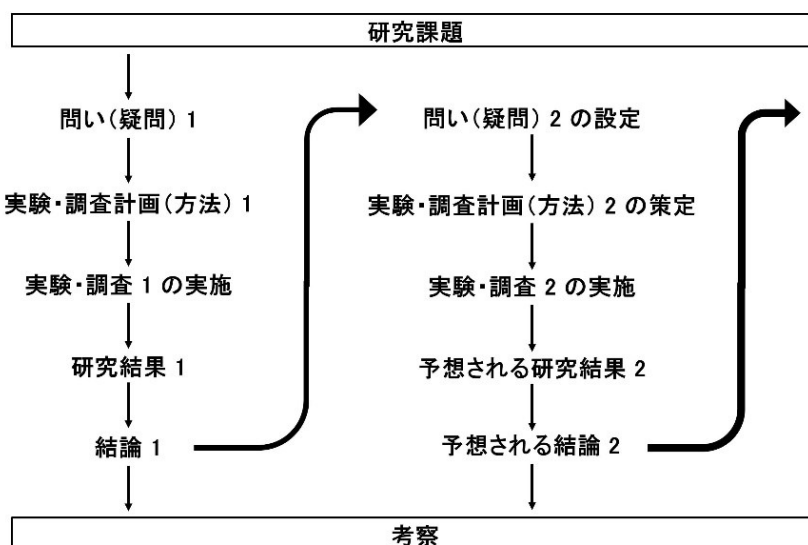 研究課題
問い(疑問) 1
実験・調査計画(方法) 1
実験・調査 1 の実施
研究結果 1
結論 1
問い(疑問) 2 の設定
実験・調査計画(方法) 2 の策定
実験・調査 2 の実施
予想される研究結果 2
予想される結論 2
考察